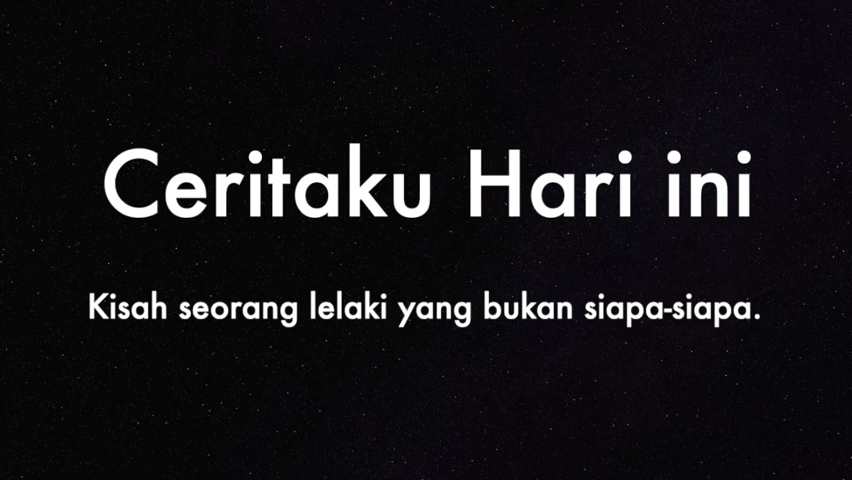 Ceritaku Hari ini
Kisah seorang lelaki yang bukan siapa-siapa.